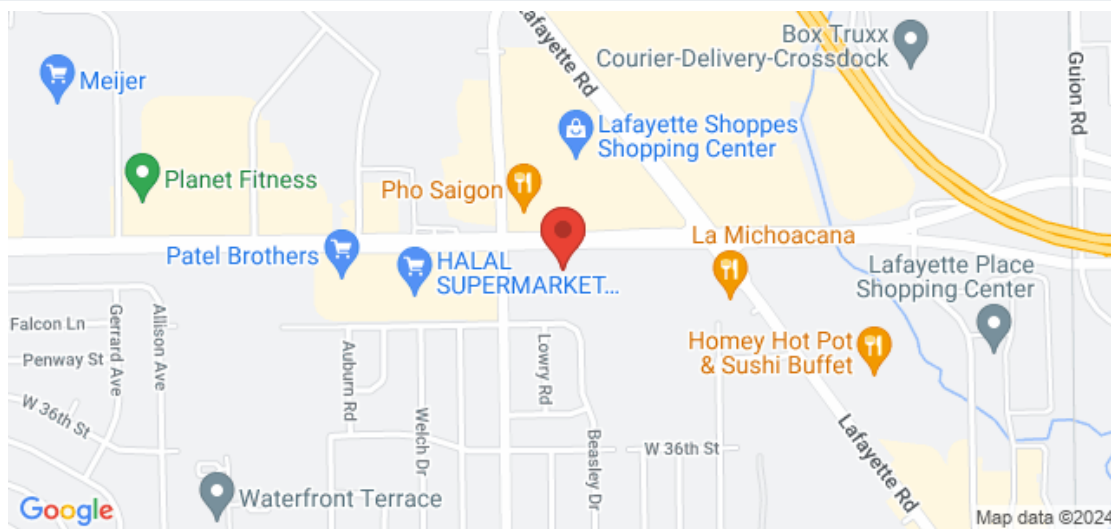 Lafayette Rd
Box Truxx
Courier-Delivery-Crossdock
Guion Rd
Meijer
Lafayette Shoppes
Shopping Center
Planet Fitness
Pho Saigon
La Michoacana
Patel Brothers
HALAL
SUPERMARKET...
Lafayette Place
Shopping Center
Falcon Ln
Gerrard Ave
Allison Ave
Penway St
Auburn Rd
Lowry Rd
Homey Hot Pot
& Sushi Buffet
W 36th St
Welch Dr
Beasley Dr
W 36th St
Lafayette Rd
Waterfront Terrace
Google
Map data ©2024